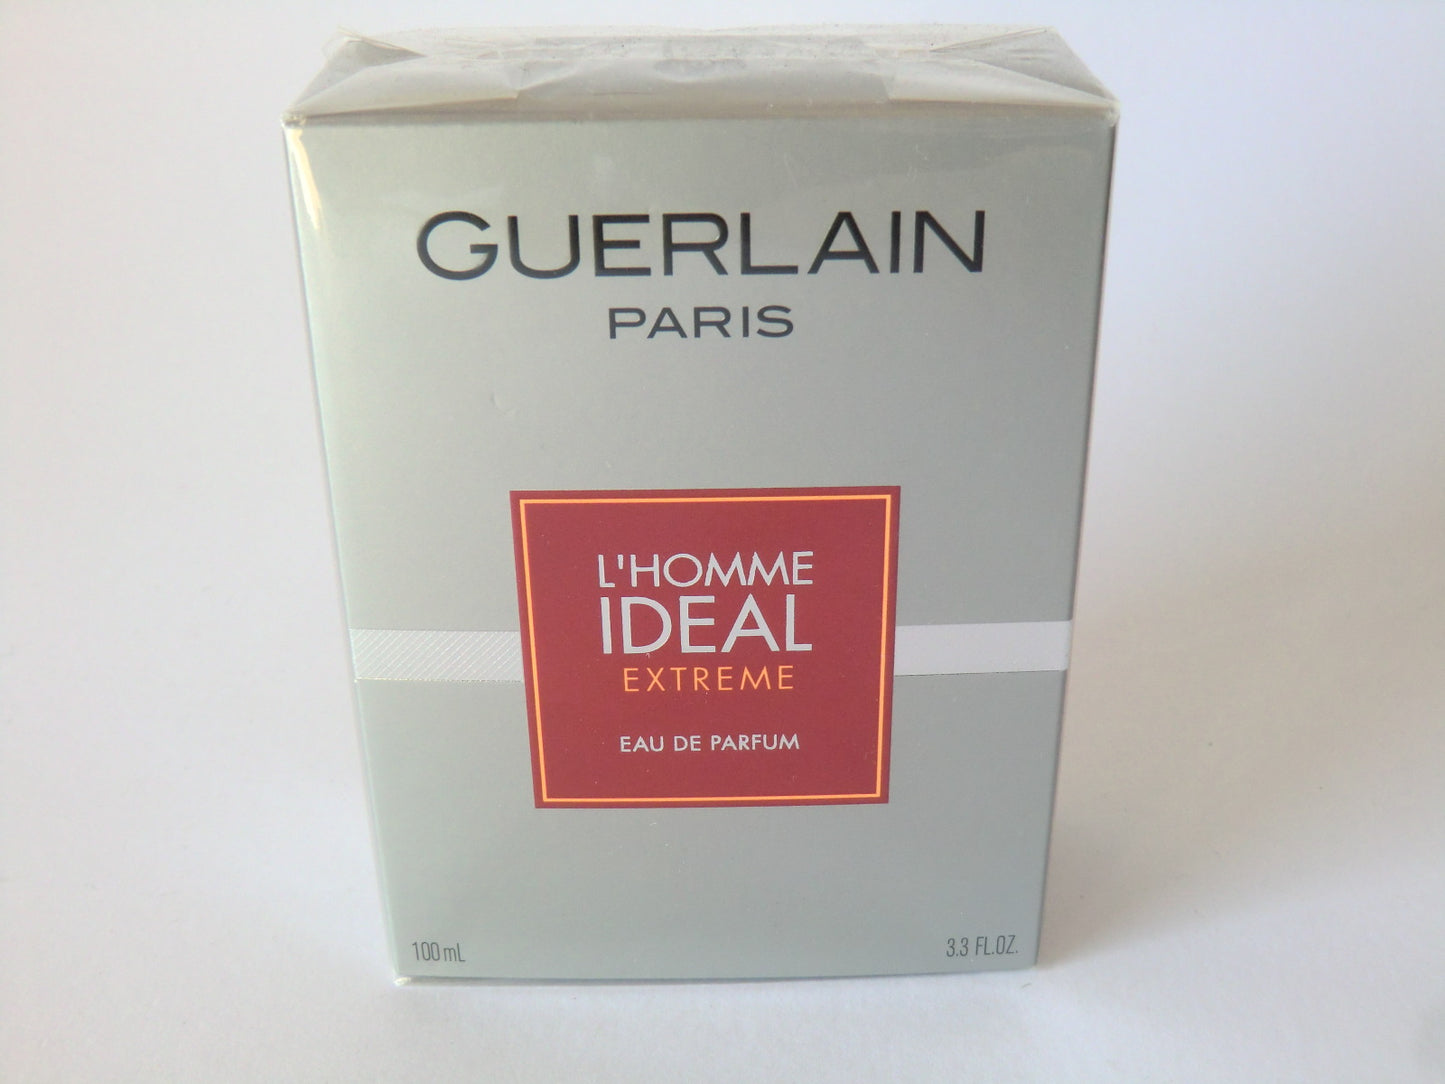 GUERLAIN
PARIS
L'HOMME
IDEAL
EXTREME
EAU DE PARFUM
100 mL
3.3 FL.OZ.